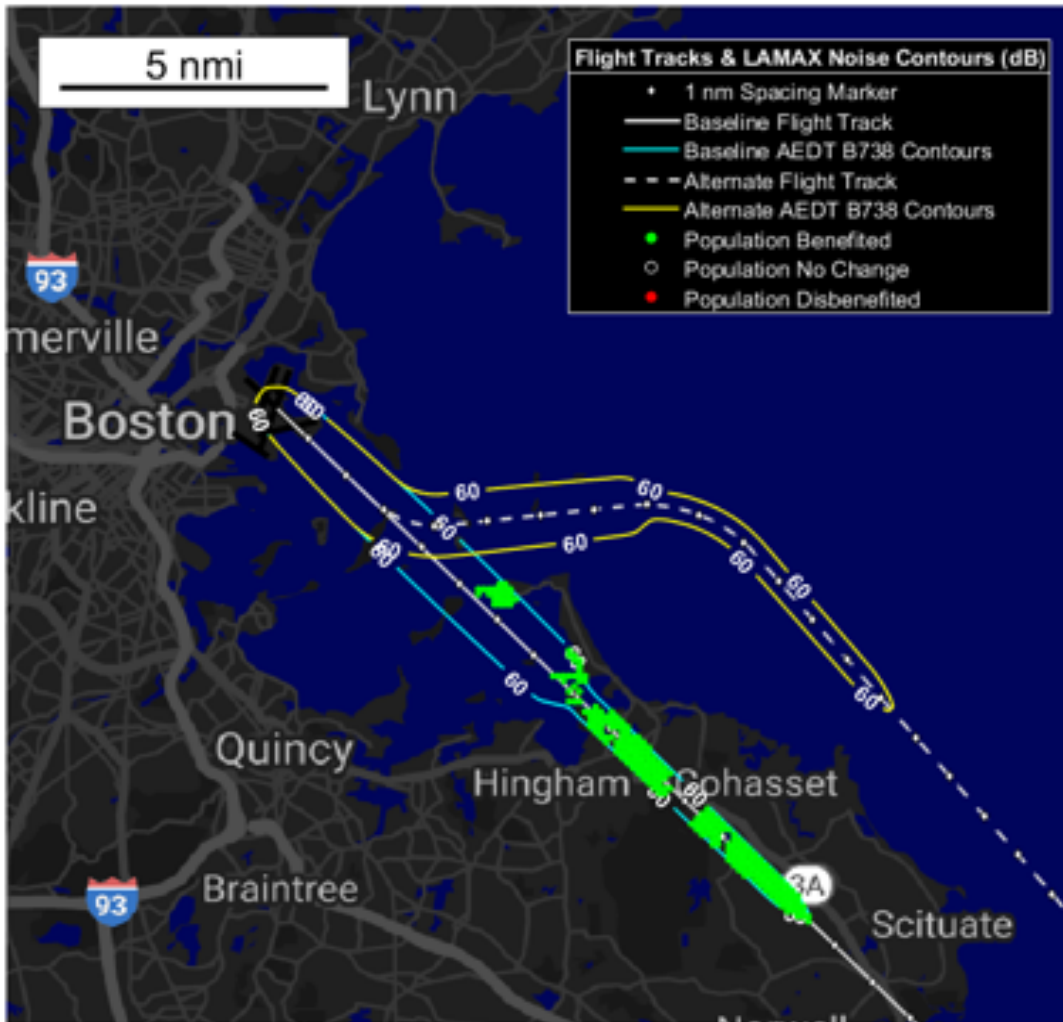 5 nmi
Flight Tracks & LAMAX Noise Contours (dB)
1 nm Spacing Marker
Baseline Flight Track
Baseline AEDT B738 Contours
Alternate Flight Track
Alternate AEDT B738 Contours
Population Benefited
Population No Change
Population Disbenefited
Lynn
93
merville
Boston
60
kline
60
60
60
60
60
60
60
60
60
Quincy
Hingham
Cohasset
60
60
Braintree
93
3A
Scituate